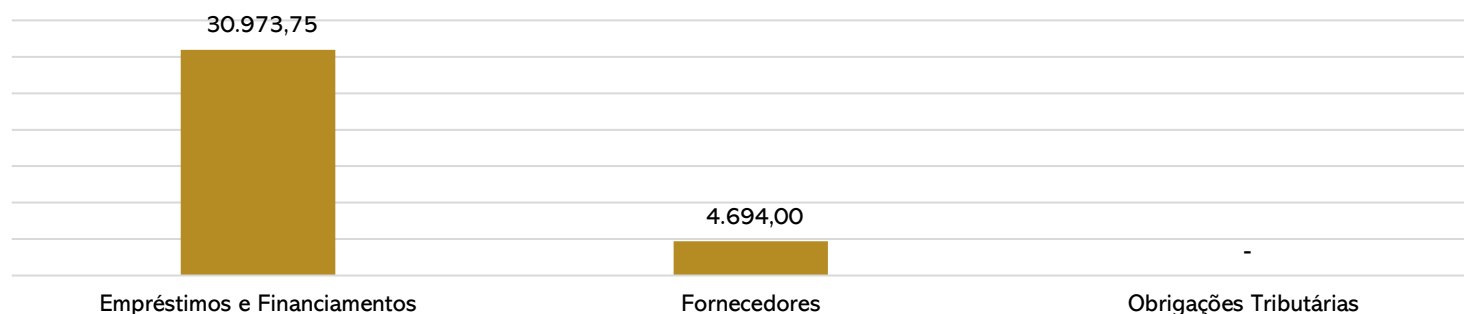 30.973,75
4.694,00
-
Empréstimos e Financiamentos
Fornecedores
Obrigações Tributárias